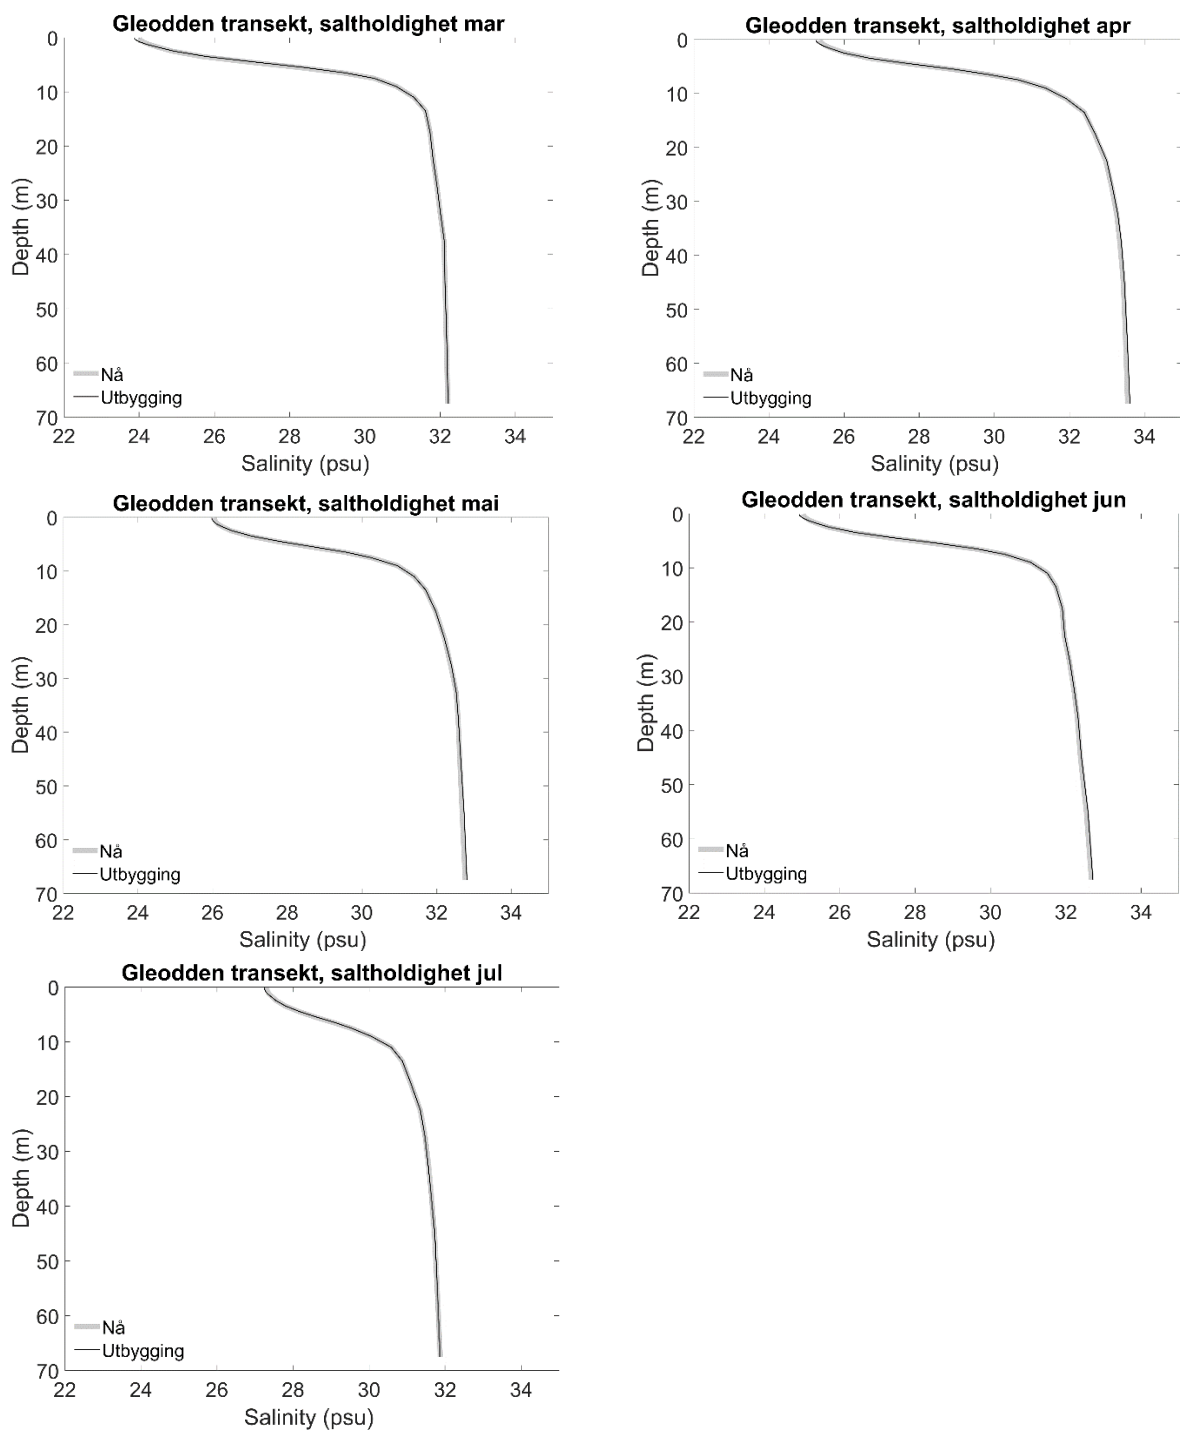 Gleodden transekt, saltholdighet mar
0
10
20
30
40
50
60
70
Depth (m)
Nå
Utbygging
22 24 26 28 30 32 34
Salinity (psu)
Gleodden transekt, saltholdighet apr
0
10
20
30
40
50
60
70
Depth (m)
Nå
Utbygging
22 24 26 28 30 32 34
Salinity (psu)
Gleodden transekt, saltholdighet mai
0
10
20
30
40
50
60
70
Depth (m)
Nå
Utbygging
22 24 26 28 30 32 34
Salinity (psu)
Gleodden transekt, saltholdighet jun
0
10
20
30
40
50
60
70
Depth (m)
Nå
Utbygging
22 24 26 28 30 32 34
Salinity (psu)
Gleodden transekt, saltholdighet jul
0
10
20
30
40
50
60
70
Depth (m)
Nå
Utbygging
22 24 26 28 30 32 34
Salinity (psu)